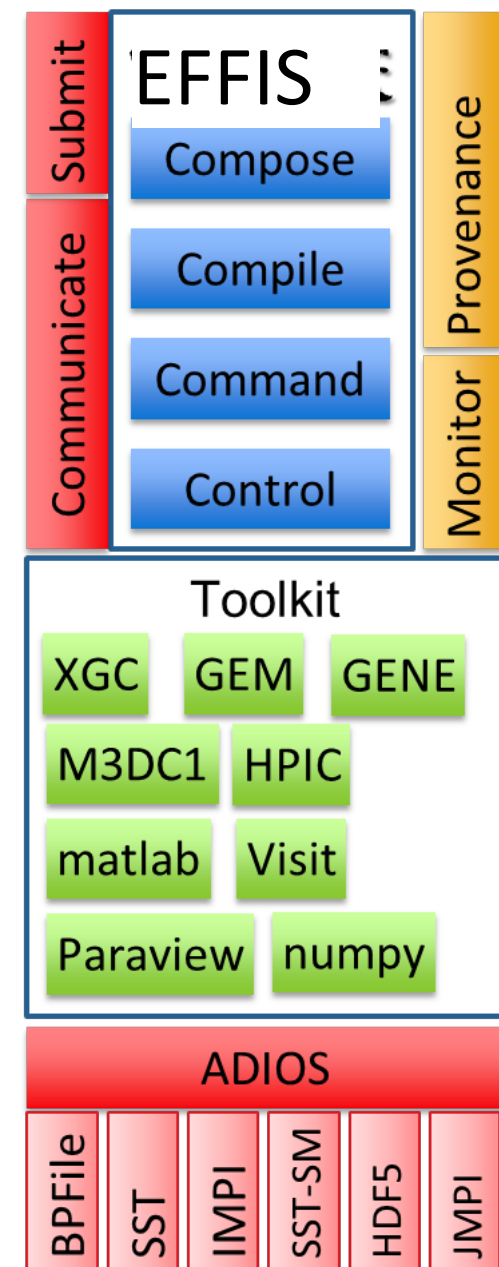 EFFIS
Submit
Communicate
Compose
Compile
Command
Control
Provenance
Monitor
Toolkit
XGC GEM GENE
M3DC1 HPIC
matlab Visit
Paraview numpy
ADIOS
BPFile
SST
IMPI
SST-SM
HDF5
JMPI